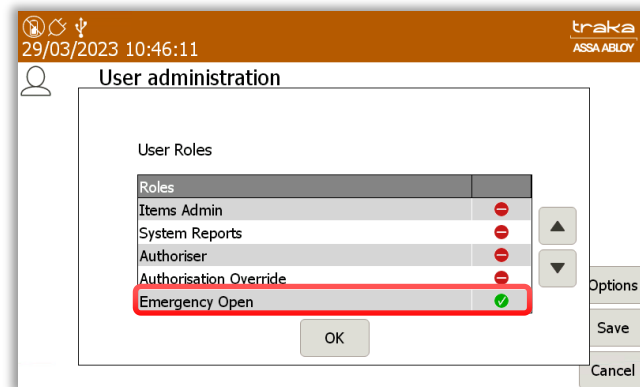 traka
29/03/2023 10:46:11
ASSA ABLOY
User administration
User Roles
Roles
Items Admin
System Reports
Authoriser
Authorisation Override
Emergency Open
OK
Options
Save
Cancel